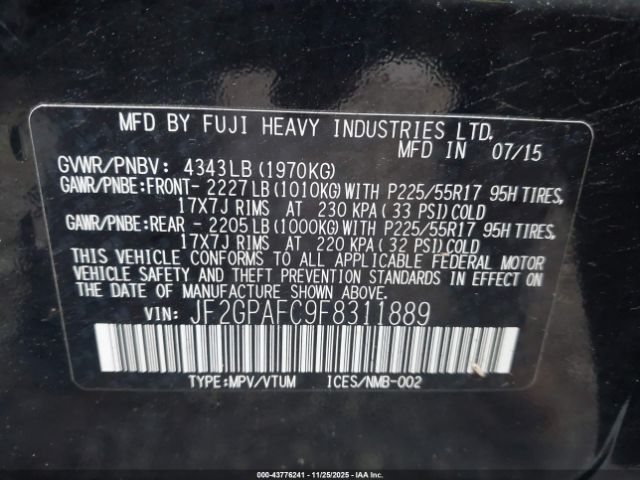 MFD BY FUJI HEAVY INDUSTRIES LTD.
MFD IN 07/15
GVWR/PNBV: 4343LB(1970KG)
GAWR/PNBE:FRONT- 2227LB(1010KG)WITH P225/55R17 95H TIRES,
17X7J RIMS AT 230 KPA(33 PSI)COLD
GAWR/PNBE:REAR - 2205LB(1000KG)WITH P225/55R17 95H TIRES,
17X7J RIMS AT 220 KPA(32 PSI)COLD
THIS VEHICLE CONFORMS TO ALL APPLICABLE FEDERAL MOTOR
VEHICLE SAFETY AND THEFT PREVENTION STANDARDS IN EFFECT ON
THE DATE OF MANUFACTURE SHOWN ABOVE.
VIN: JF2GPAFC9F8311889
TYPE:MPV/VTUM ICES/NMB-002
000-43776241 - 11/25/2025 - IAAI.COM